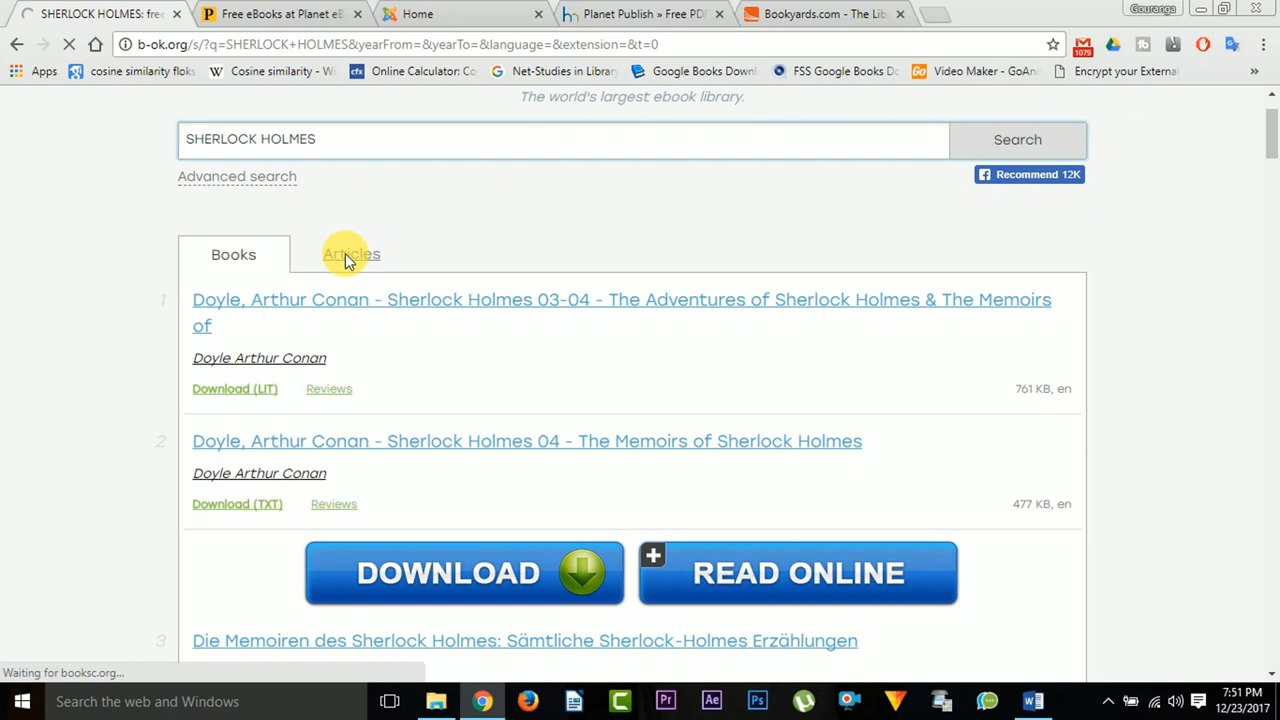 SHERLOCK HOLMES: free
Free eBooks at Planet eB
Home
Planet Publish » Free PDF
Bookyards.com - The Lib
Gouranga
b-ok.org/s/?q=SHERLOCK+HOLMES&yearFrom=&yearTo=&language=&extension=&t=0
1079
Apps
cosine similarity floks
Cosine similarity - Wi
Online Calculator: Co
Net-Studies in Library
Google Books Downl
FSS Google Books Do
Video Maker - GoAni
Encrypt your External
The world's largest ebook library.
SHERLOCK HOLMES
Search
Advanced search
Recommend 12K
Books
Articles
1
Doyle, Arthur Conan - Sherlock Holmes 03-04 - The Adventures of Sherlock Holmes & The Memoirs
of
Doyle Arthur Conan
Download (LIT)
Reviews
761 KB, en
2
Doyle, Arthur Conan - Sherlock Holmes 04 - The Memoirs of Sherlock Holmes
Doyle Arthur Conan
Download (TXT)
Reviews
477 KB, en
DOWNLOAD
READ ONLINE
3
Die Memoiren des Sherlock Holmes: Sämtliche Sherlock-Holmes Erzählungen
Waiting for booksc.org...
Search the web and Windows
7:51 PM
12/23/2017